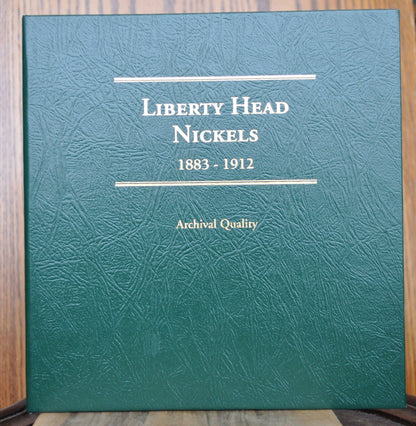 LIBERTY HEAD
NICKELS
1883 - 1912
Archival Quality